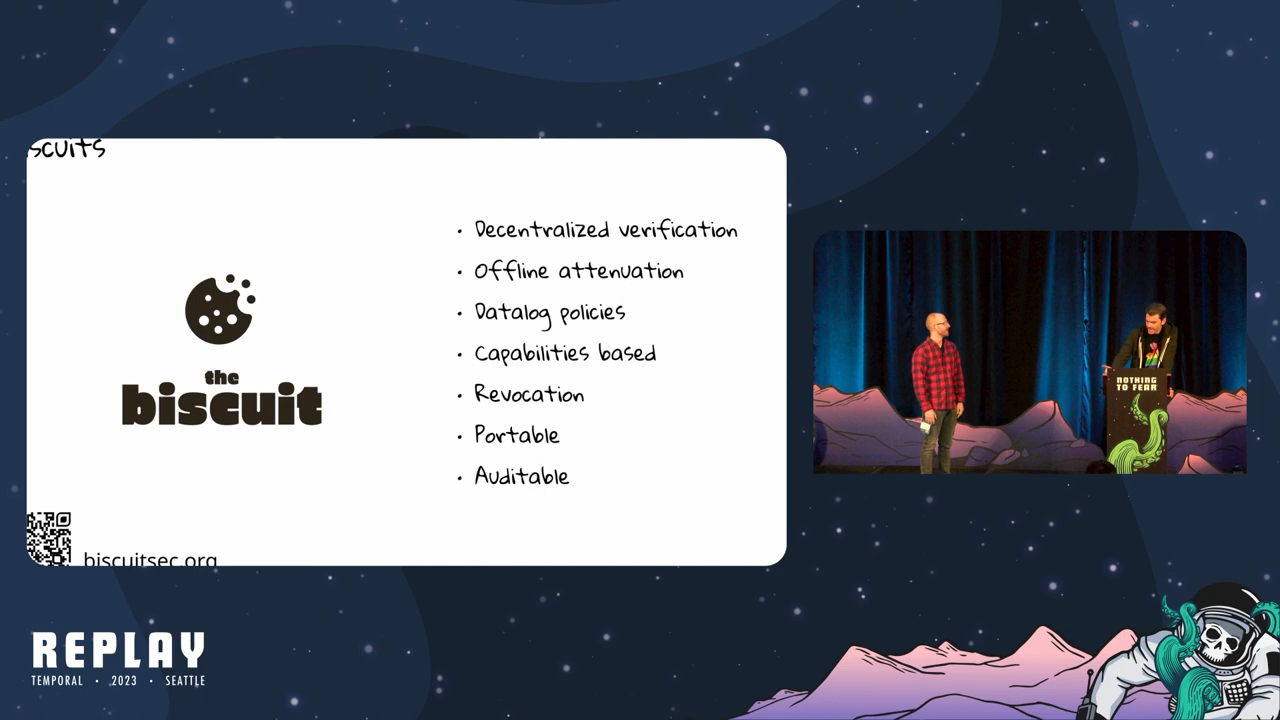 scuits
the
biscuit
• Decentralized verification
• Offline attenuation
• Datalog policies
• Capabilities based
• Revocation
• Portable
• Auditable
biscuitsec.org
NOTHING
TO FEAR
REPLAY
TEMPORAL • 2023 • SEATTLE